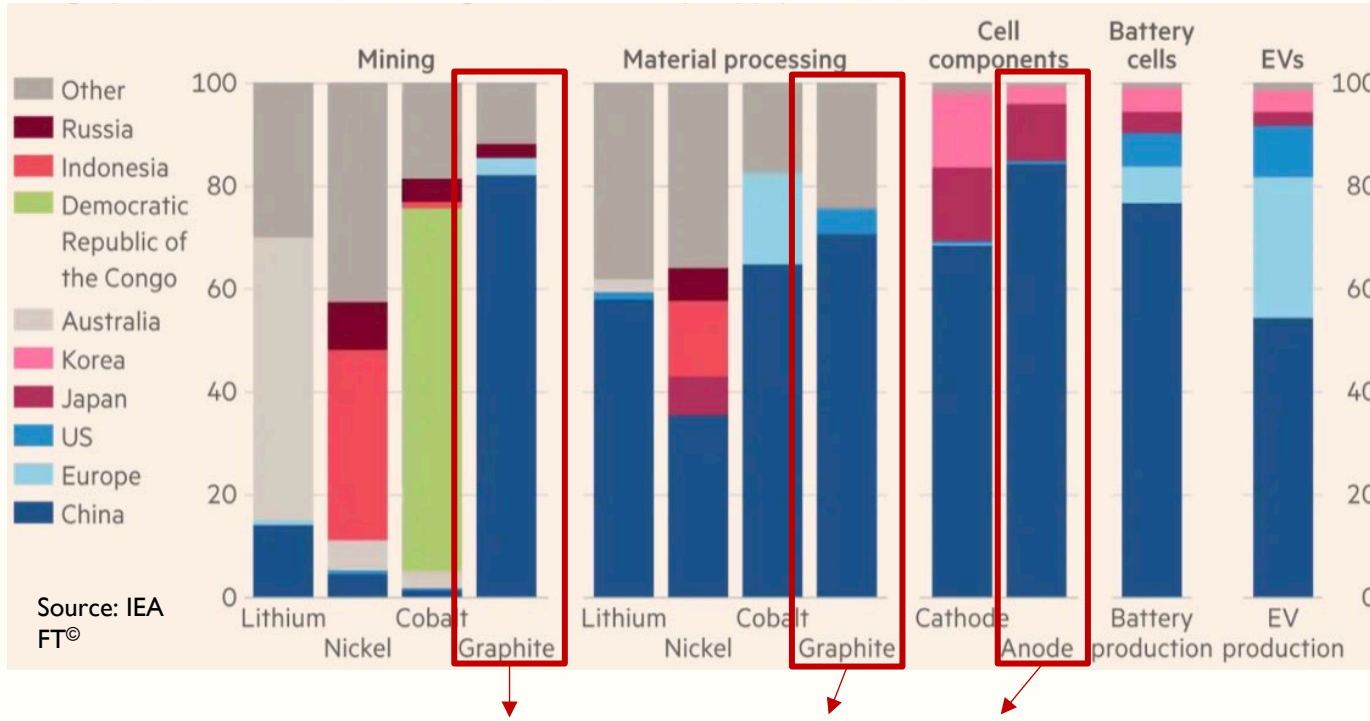 Mining
Material processing
Cell
components
Battery
cells
EVs
Other
Russia
Indonesia
Democratic
Republic of
the Congo
Australia
Korea
Japan
US
Europe
China
Source: IEA
FT©
100
80
60
40
20
0
Lithium
Nickel
Cobalt
Graphite
Lithium
Nickel
Cobalt
Graphite
Cathode
Anode
Battery
production
EV
production